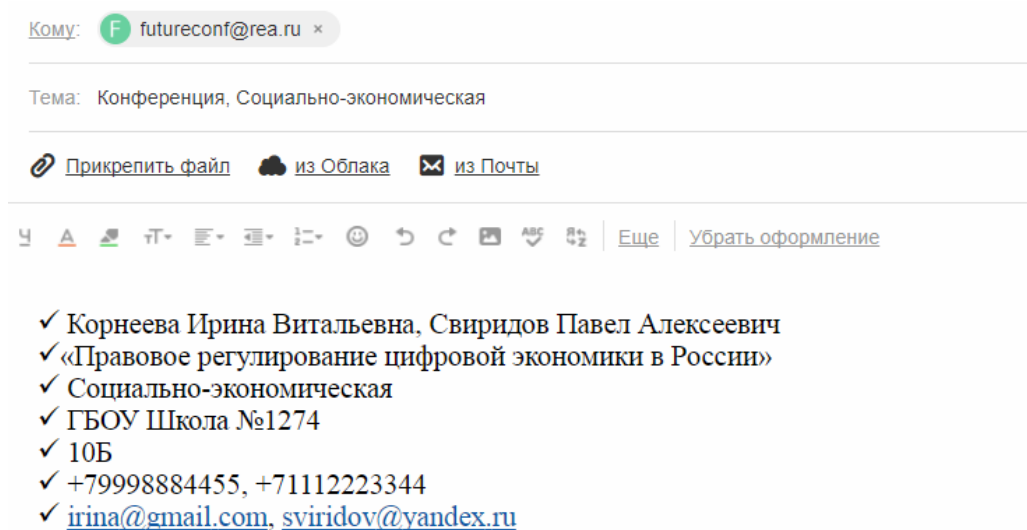 Кому: F futureconf@rea.ru ×
Тема: Конференция, Социально-экономическая
Прикрепить файл из Облака из Почты
Ч А тТ ABC Еще Убрать оформление
✓ Корнеева Ирина Витальевна, Свиридов Павел Алексеевич
✓ «Правовое регулирование цифровой экономики в России»
✓ Социально-экономическая
✓ ГБОУ Школа №1274
✓ 10Б
✓ +79998884455, +71112223344
✓ irina@gmail.com, sviridov@yandex.ru